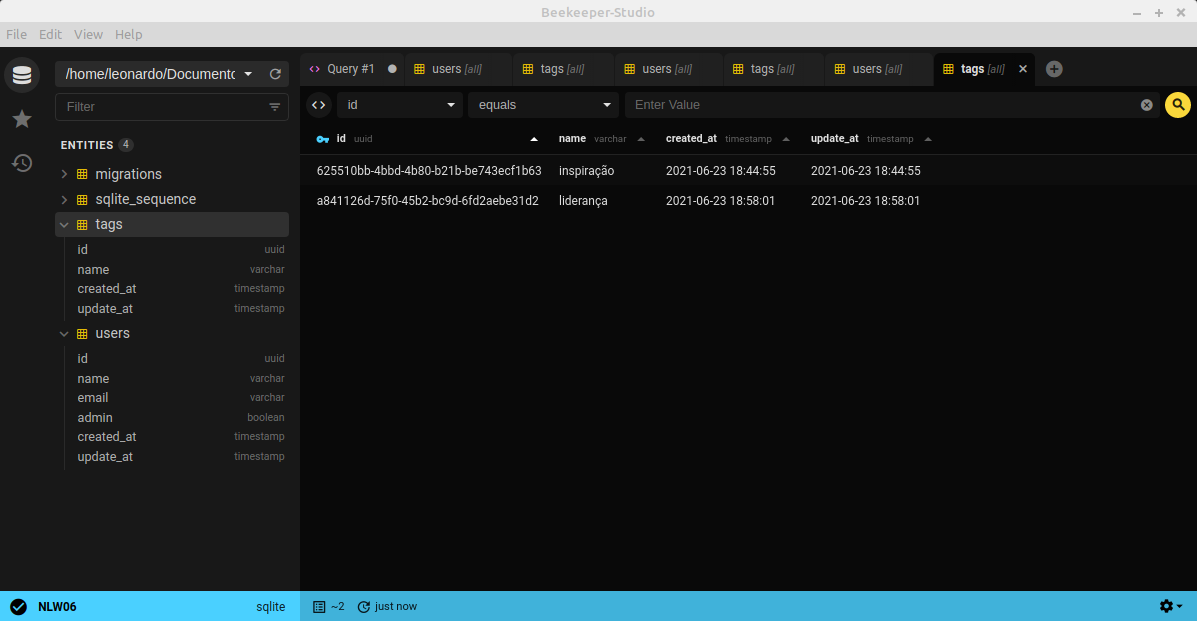 Beekeeper-Studio
File Edit View Help
/home/leonardo/Documento
Filter
ENTITIES 4
migrations
sqlite_sequence
tags
id uuid
name varchar
created_at timestamp
update_at timestamp
users
id uuid
name varchar
email varchar
admin boolean
created_at timestamp
update_at timestamp
Query #1 users [all] tags [all] users [all] tags [all] users [all] tags [all]
id equals Enter Value
id uuid name varchar created_at timestamp update_at timestamp
625510bb-4bbd-4b80-b21b-be743ecf1b63 inspiração 2021-06-23 18:44:55 2021-06-23 18:44:55
a841126d-75f0-45b2-bc9d-6fd2aebe31d2 liderança 2021-06-23 18:58:01 2021-06-23 18:58:01
NLW06 sqlite ~2 just now